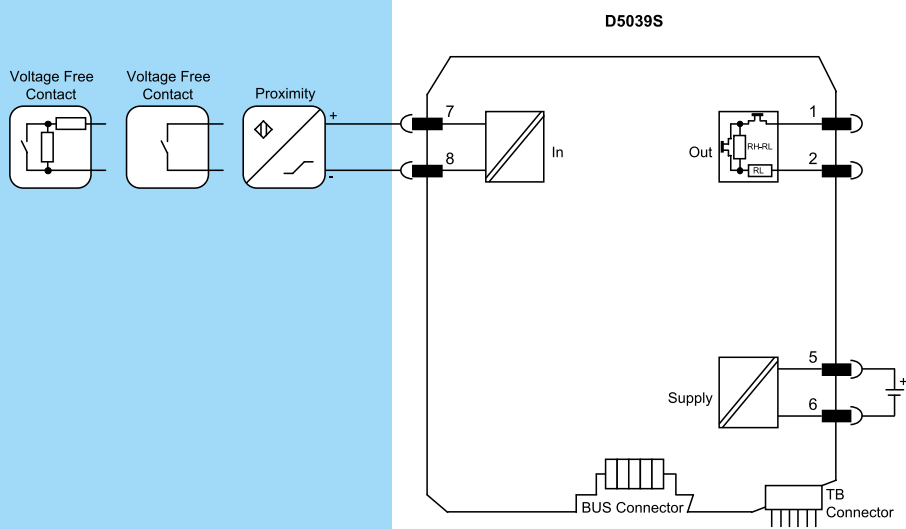 D5039S
Voltage Free
Contact
Voltage Free
Contact
Proximity
+
-
7
8
In
Out
RH-RL
RL
1
2
Supply
5
6
+
BUS Connector
TB
Connector